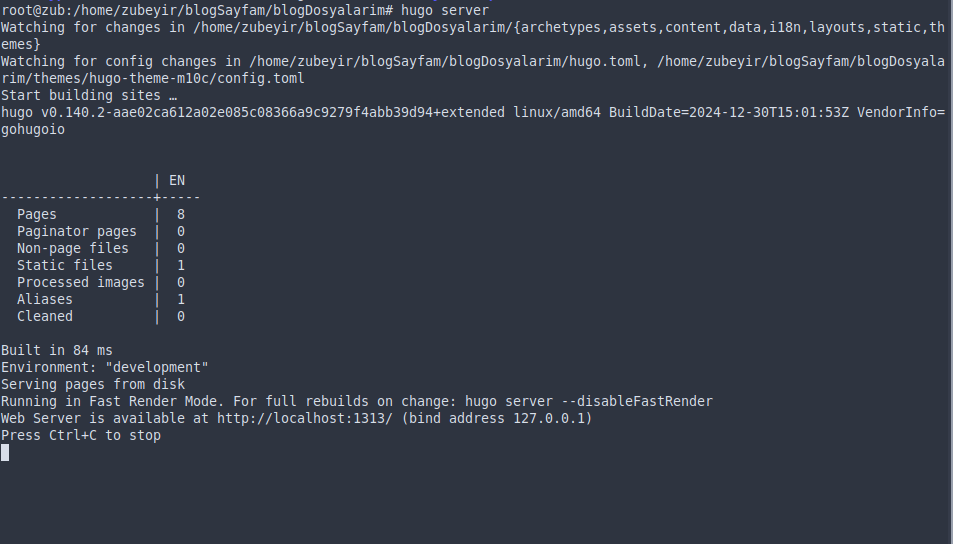 root@zub:/home/zubeyir/blogSayfam/blogDosyalarim# hugo server
Watching for changes in /home/zubeyir/blogSayfam/blogDosyalarim/{archetypes,assets,content,data,i18n,layouts,static,th
emes}
Watching for config changes in /home/zubeyir/blogSayfam/blogDosyalarim/hugo.toml, /home/zubeyir/blogSayfam/blogDosyala
rim/themes/hugo-theme-m10c/config.toml
Start building sites …
hugo v0.140.2-aae02ca612a02e085c08366a9c9279f4abb39d94+extended linux/amd64 BuildDate=2024-12-30T15:01:53Z VendorInfo=
gohugoio
                   | EN
-------------------+-----
  Pages            |  8
  Paginator pages  |  0
  Non-page files   |  0
  Static files     |  1
  Processed images |  0
  Aliases          |  1
  Cleaned          |  0
Built in 84 ms
Environment: "development"
Serving pages from disk
Running in Fast Render Mode. For full rebuilds on change: hugo server --disableFastRender
Web Server is available at http://localhost:1313/ (bind address 127.0.0.1)
Press Ctrl+C to stop